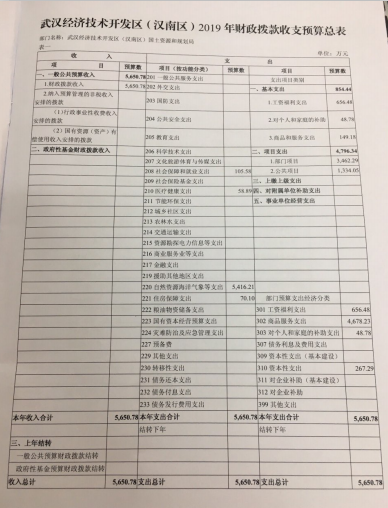 武汉经济技术开发区（汉南区）2019年财政拨款收支预算总表
部门名称：武汉经济技术开发区（汉南区）国土资源和规划局
表一 单位：万元
收 入 支 出
项 目 预算数 项目（按功能分类） 预算数 项目 预算数
一、一般公共预算收入 5,650.78 201 一般公共服务支出 支出项目类别
1.财政拨款收入 5,650.78 202 外交支出 一、基本支出 854.44
2.纳入预算管理的非税收入安排的拨款 203 国防支出 1.工资福利支出 656.48
(1)行政事业性收费收入安排的拨款 204 公共安全支出 2.对个人和家庭的补助 48.78
(2)国有资源（资产）有偿使用收入安排的拨款 205 教育支出 3.商品和服务支出 149.18
二、政府性基金财政拨款收入 206 科学技术支出 二、项目支出 4,796.34
207 文化旅游体育与传媒支出 1.部门项目 3,462.29
208 社会保障和就业支出 105.58 2.公共项目 1,334.05
209 社会保险基金支出 三、上缴上级支出
210 医疗健康支出 58.89 四、对附属单位补助支出
211 节能环保支出 五、事业单位经营支出
212 城乡社区支出
213 农林水支出
214 交通运输支出
215 资源勘探电力信息等支出
216 商业服务业等支出
217 金融支出
219 援助其他地区支出
220 自然资源海洋气象等支出 5,416.21
221 住房保障支出 70.10 部门预算支出经济分类
222 粮油物资储备支出 301 工资福利支出 656.48
223 国有资本经营预算支出 302 商品服务支出 4,678.23
224 灾害防治及应急管理支出 303 对个人和家庭的补助支出 48.78
227 预备费 307 债务利息及费用支出
229 其他支出 309 资本性支出（基本建设）
230 转移性支出 310 资本性支出 267.29
231 债务还本支出 311 对企业补助（基本建设）
232 债务付息支出 312 对企业补助
233 债务发行费用支出 399 其他支出
本年收入合计 5,650.78 本年支出合计 5,650.78 本年支出合计 5,650.78
结转下年 结转下年
三、上年结转
一般公共预算财政拨款结转
政府性基金预算财政拨款结转
收入总计 5,650.78 支出总计 5,650.78 支出总计 5,650.78